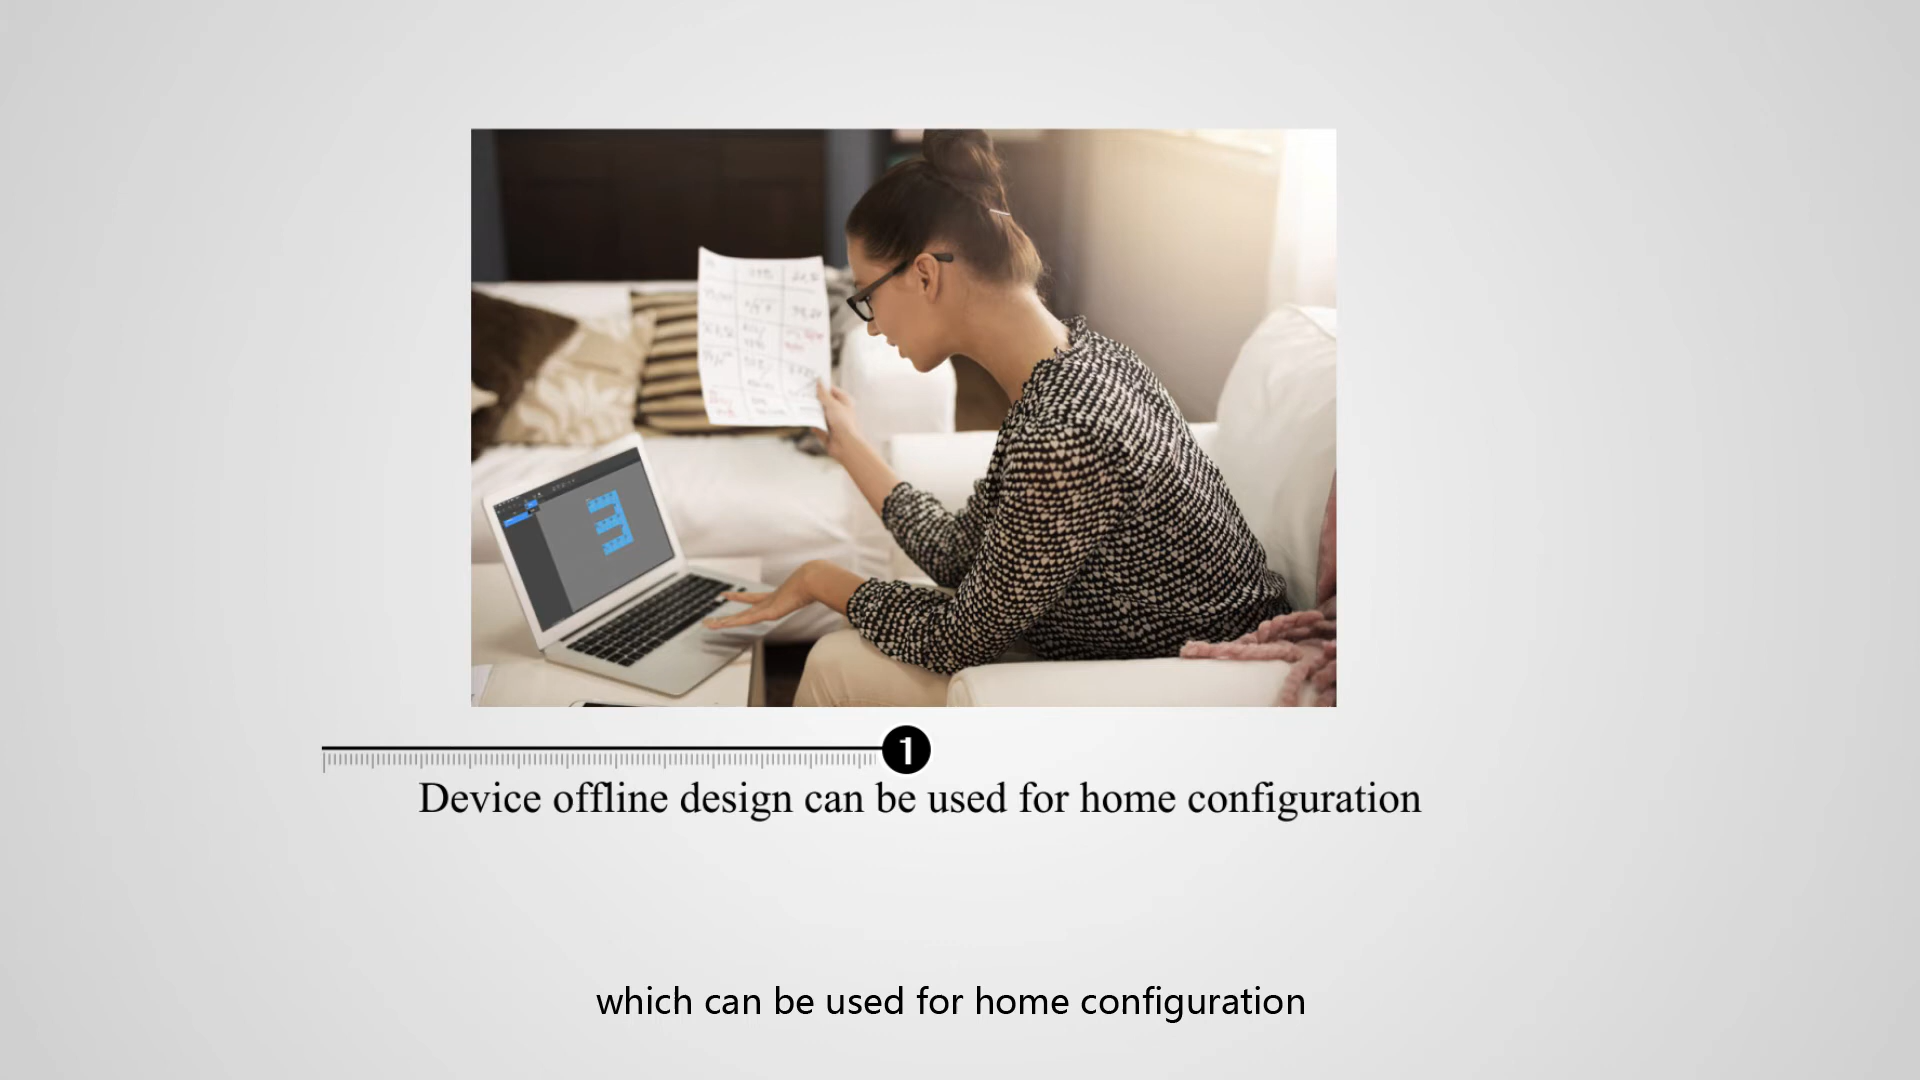 1
Device offline design can be used for home configuration
which can be used for home configuration